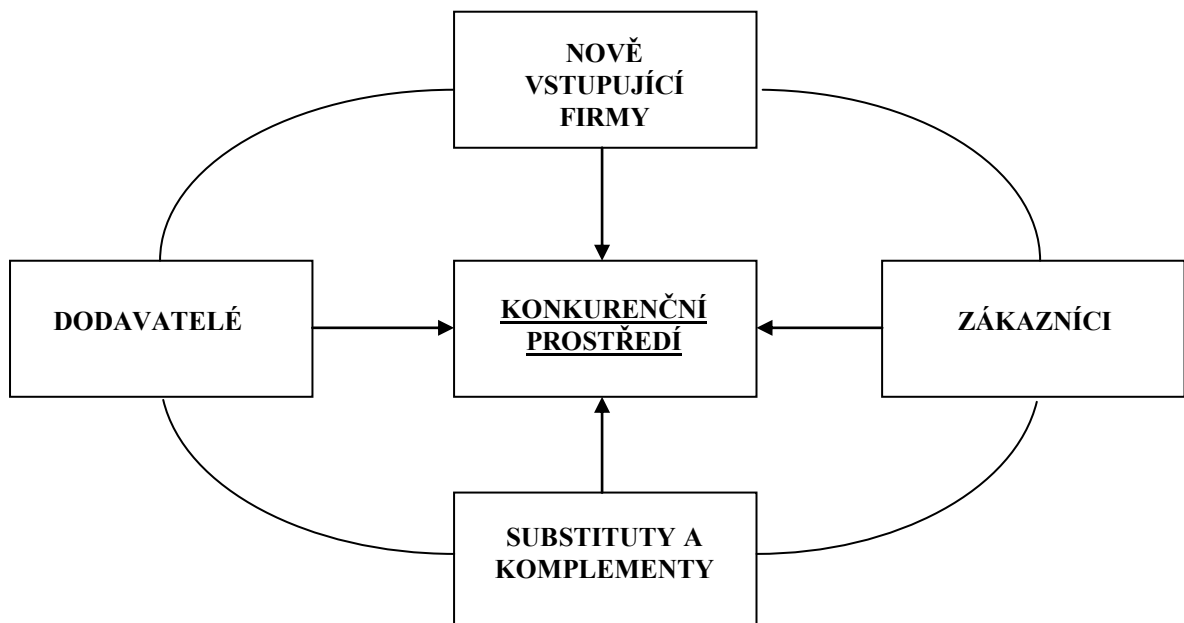 NOVĚ
VSTUPUJÍCÍ
FIRMY
DODAVATELÉ
KONKURENČNÍ
PROSTŘEDÍ
ZÁKAZNÍCI
SUBSTITUTY A
KOMPLEMENTY